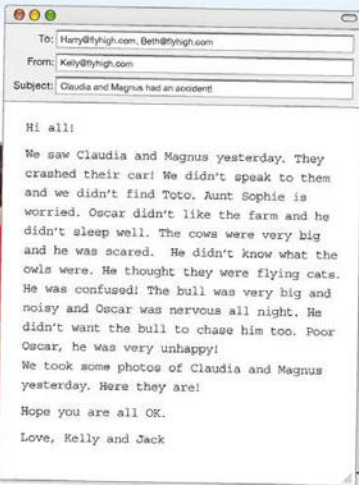 To: Harry@flyhigh.com, Beth@flyhigh.com
From: Kelly@flyhigh.com
Subject: Claudia and Magnus had an accident!
Hi all!
We saw Claudia and Magnus yesterday. They
crashed their car! We didn't speak to them
and we didn't find Toto. Aunt Sophie is
worried. Oscar didn't like the farm and he
didn't sleep well. The cows were very big
and he was scared. He didn't know what the
owls were. He thought they were flying cats.
He was confused! The bull was very big and
noisy and Oscar was nervous all night. He
didn't want the bull to chase him too. Poor
Oscar, he was very unhappy!
We took some photos of Claudia and Magnus
yesterday. Here they are!
Hope you are all OK.
Love, Kelly and Jack